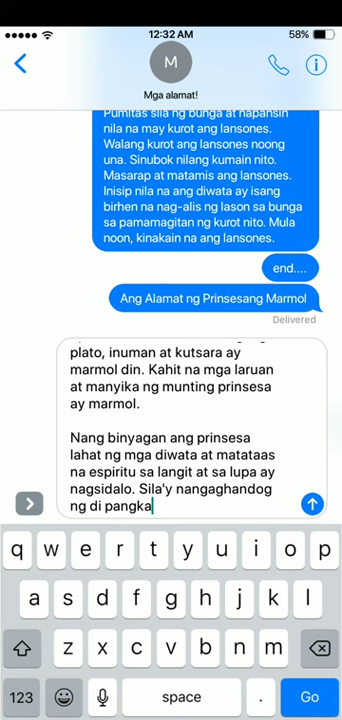 12:32 AM
58%
M
Mga alamat!
Pumitas sila ng bunga at napansin
nila na may kurot ang lansones.
Walang kurot ang lansones noong
una. Sinubok nilang kumain nito.
Masarap at matamis ang lansones.
Inisip nila na ang diwata ay isang
birhen na nag-alis ng lason sa bunga
sa pamamagitan ng kurot nito. Mula
noon, kinakain na ang lansones.
end....
Ang Alamat ng Prinsesang Marmol
Delivered
plato, inuman at kutsara ay
marmol din. Kahit na mga laruan
at manyika ng munting prinsesa
ay marmol.
Nang binyagan ang prinsesa
lahat ng mga diwata at matataas
na espiritu sa langit at sa lupa ay
nagsidalo. Sila'y nangaghandog
ng di pangka
q w e r t y u i o p
a s d f g h j k l
z x c v b n m
123 space . Go